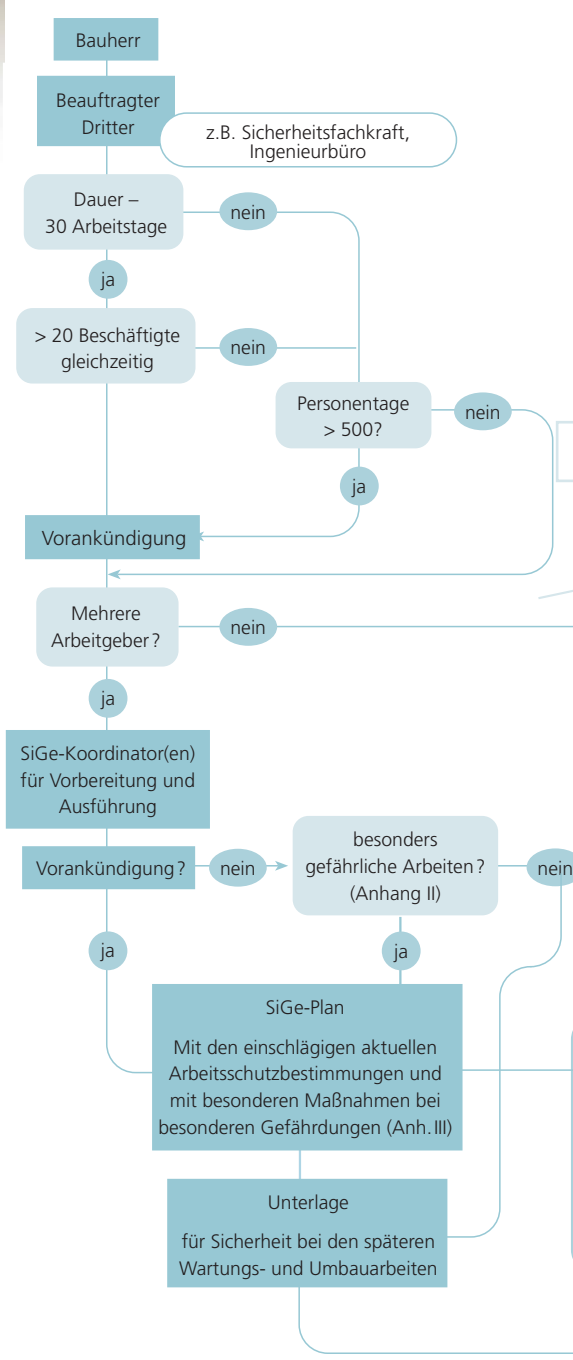 Bauherr
Beauftragter
Dritter
z.B. Sicherheitsfachkraft,
Ingenieurbüro
Dauer –
30 Arbeitstage
nein
ja
> 20 Beschäftigte
gleichzeitig
nein
Personentage
> 500?
nein
ja
Vorankündigung
Mehrere
Arbeitgeber?
nein
ja
SiGe-Koordinator(en)
für Vorbereitung und
Ausführung
Vorankündigung?
nein
besonders
gefährliche Arbeiten?
(Anhang II)
nein
ja
ja
SiGe-Plan
Mit den einschlägigen aktuellen
Arbeitsschutzbestimmungen und
mit besonderen Maßnahmen bei
besonderen Gefährdungen (Anh. III)
Unterlage
für Sicherheit bei den späteren
Wartungs- und Umbauarbeiten